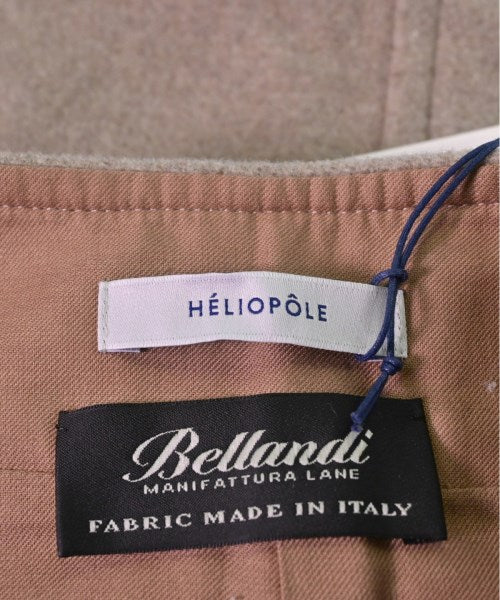 HÉLIOPÔLE
Bellandi
MANIFATTURA LANE
FABRIC MADE IN ITALY